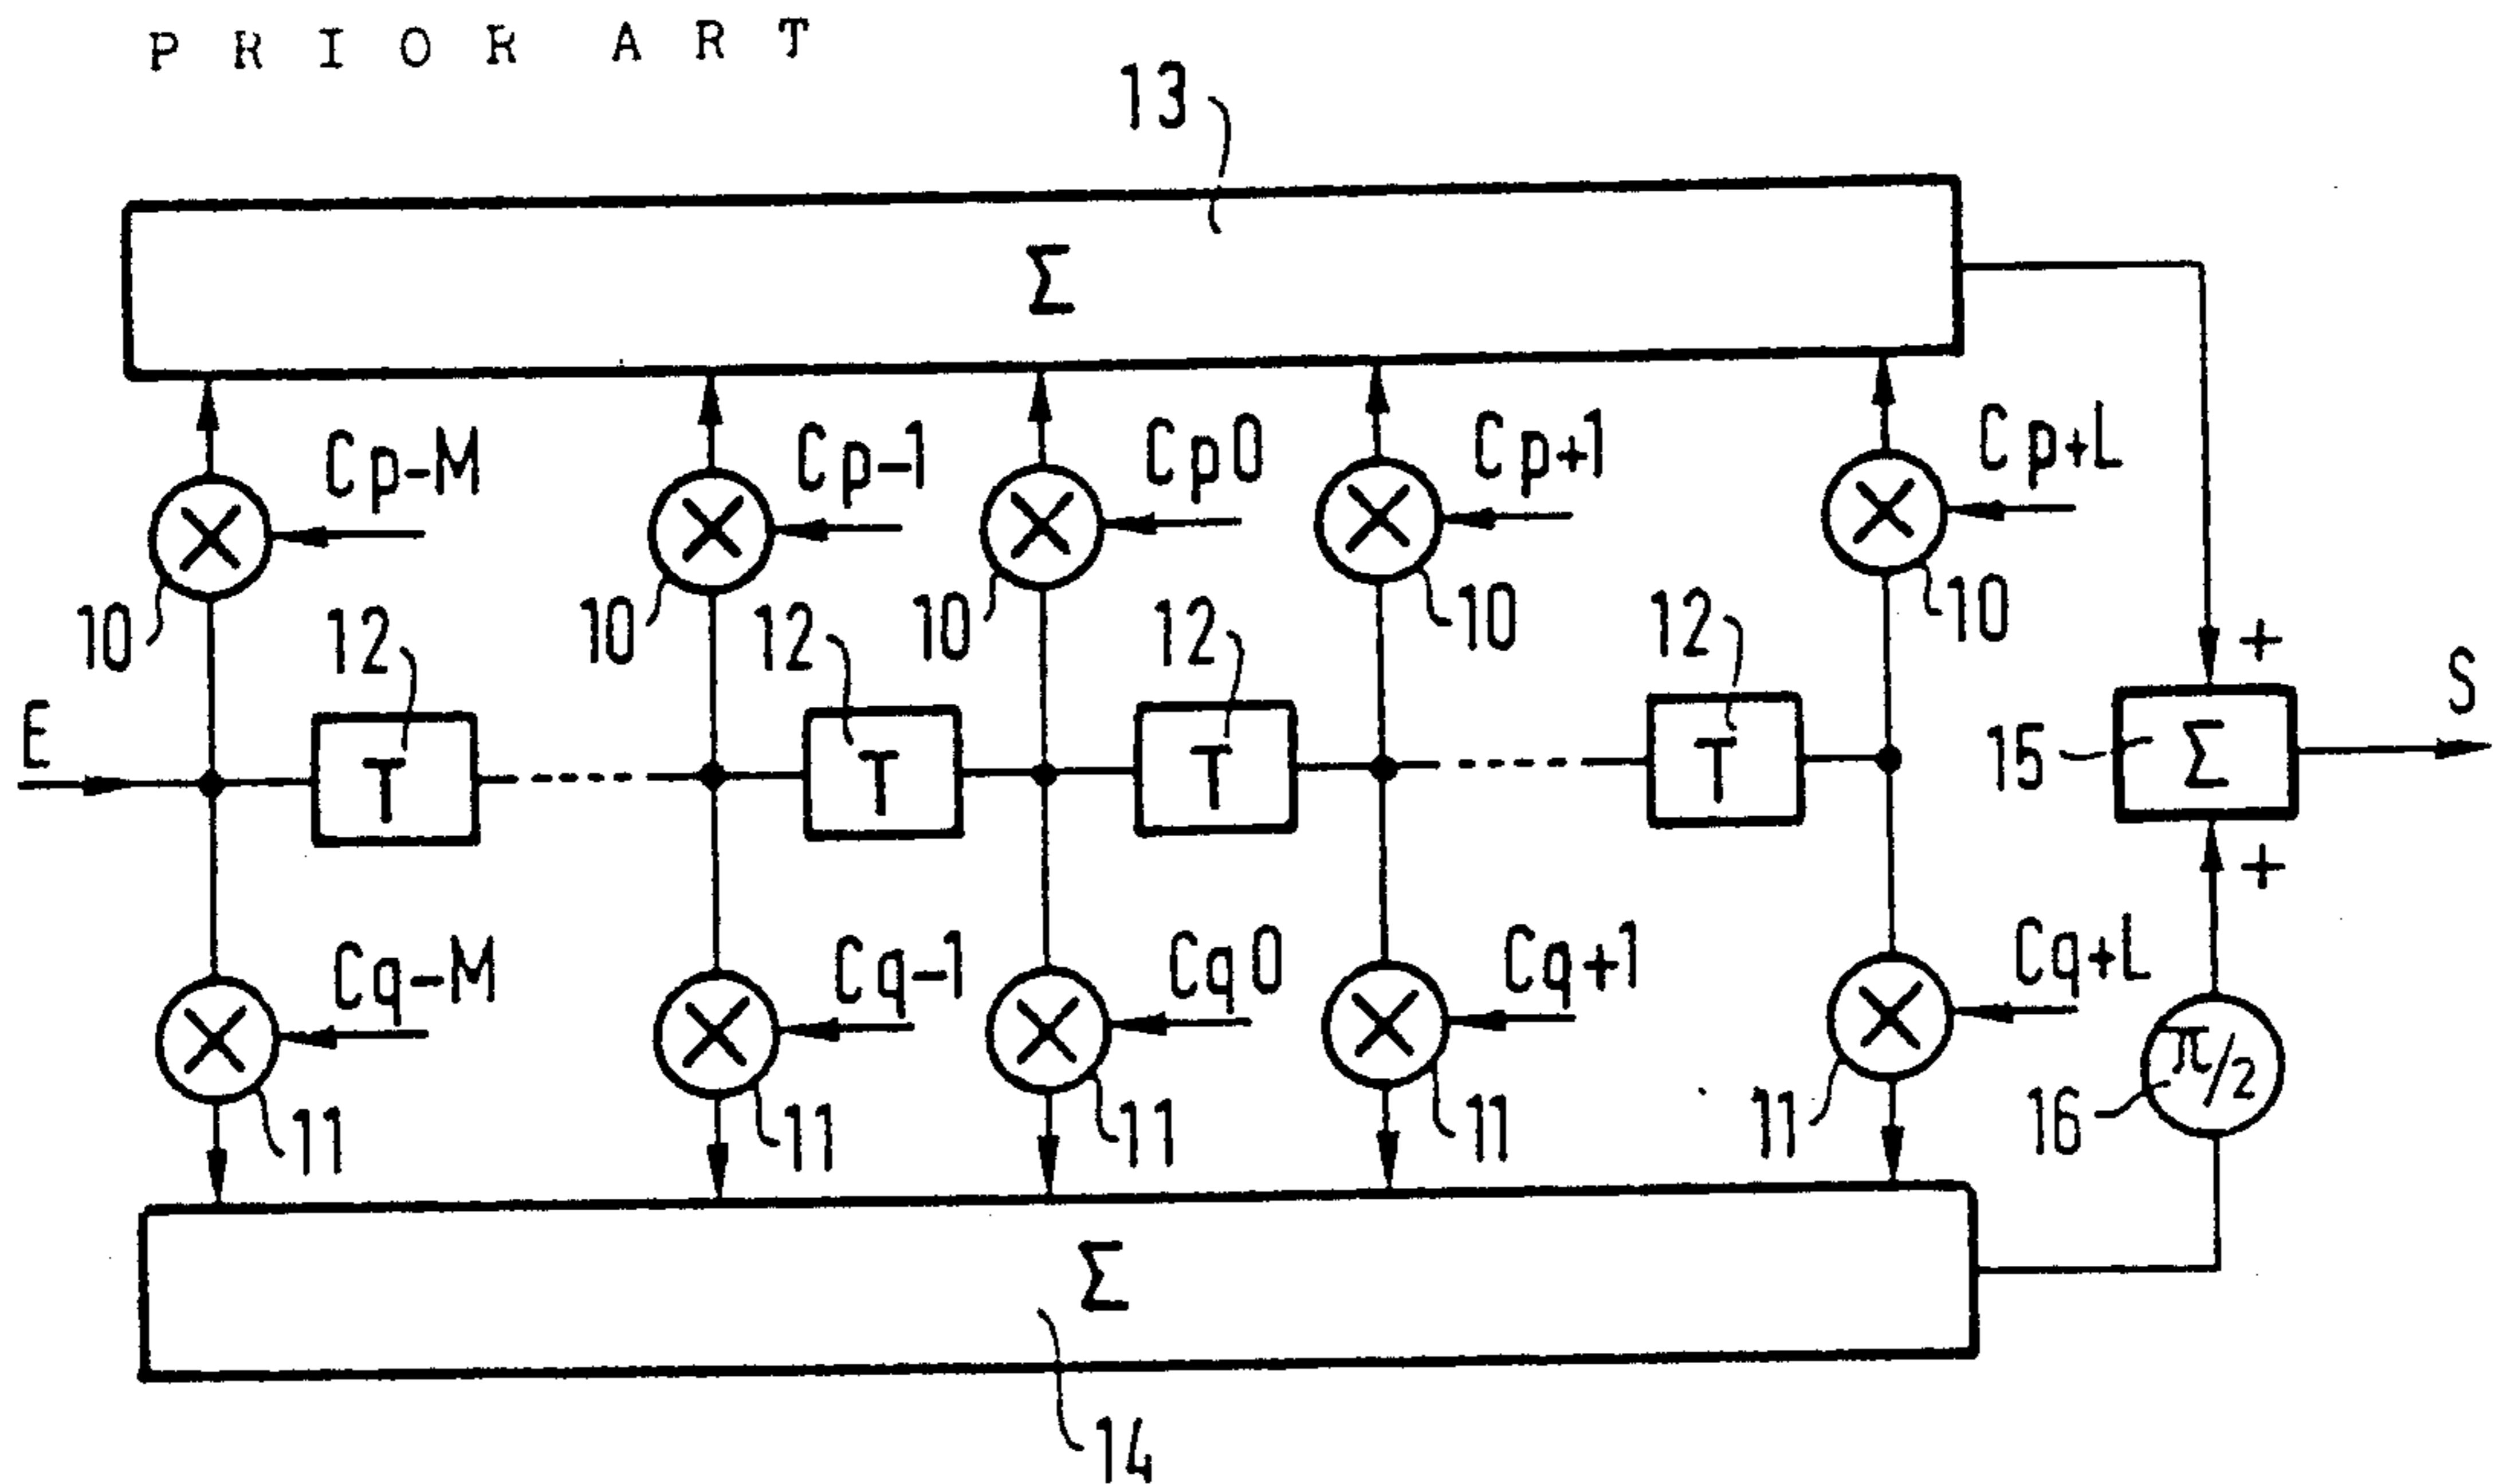 PRIOR ART
13
Σ
Cp-M Cp-1 Cp0 Cp+1 Cp+L
× × × × ×
10 10 10 10 10
12 12 12 12
E T T T T 15 Σ S
+
+
Cq-M Cq-1 Cq0 Cq+1 Cq+L
× × × × ×
11 11 11 11 11 16 π/2
Σ
14